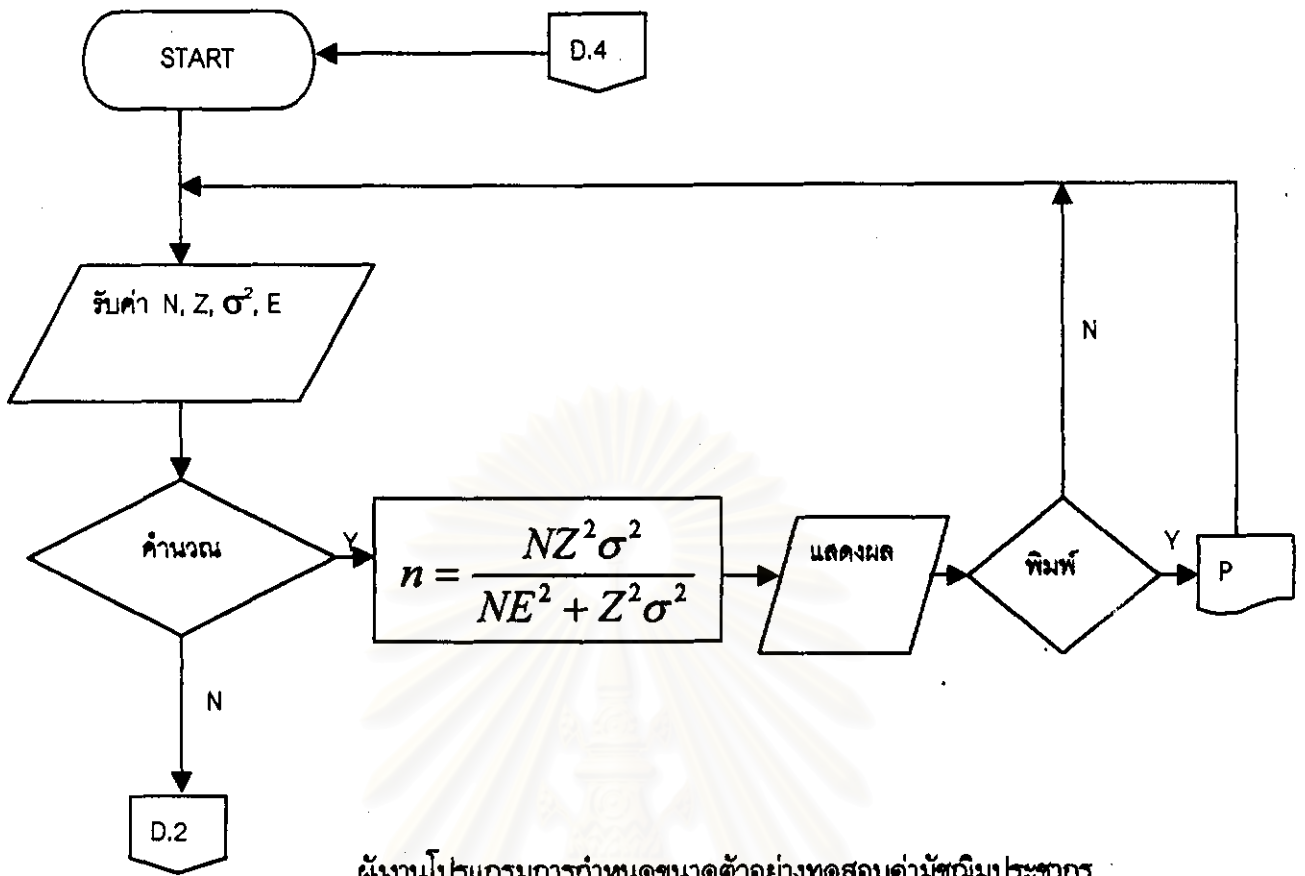 START
D.4
รับค่า N, Z, σ², E
N
คำนวณ
Y
n = NZ²σ² / NE² + Z²σ²
แสดงผล
พิมพ์
Y
P
N
D.2
ผังงานโปรแกรมการกำหนดขนาดตัวอย่างทดสอบค่ามัชฌิมประชากร